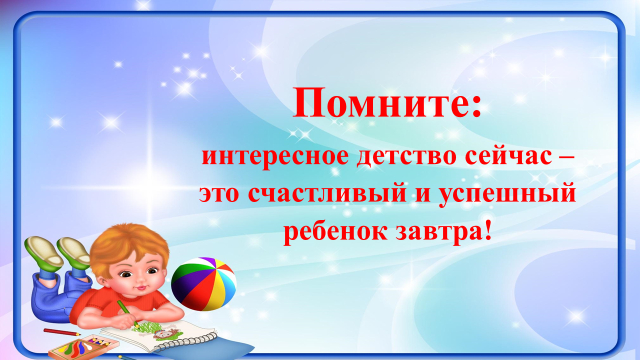 Помните:
интересное детство сейчас –
это счастливый и успешный
ребенок завтра!